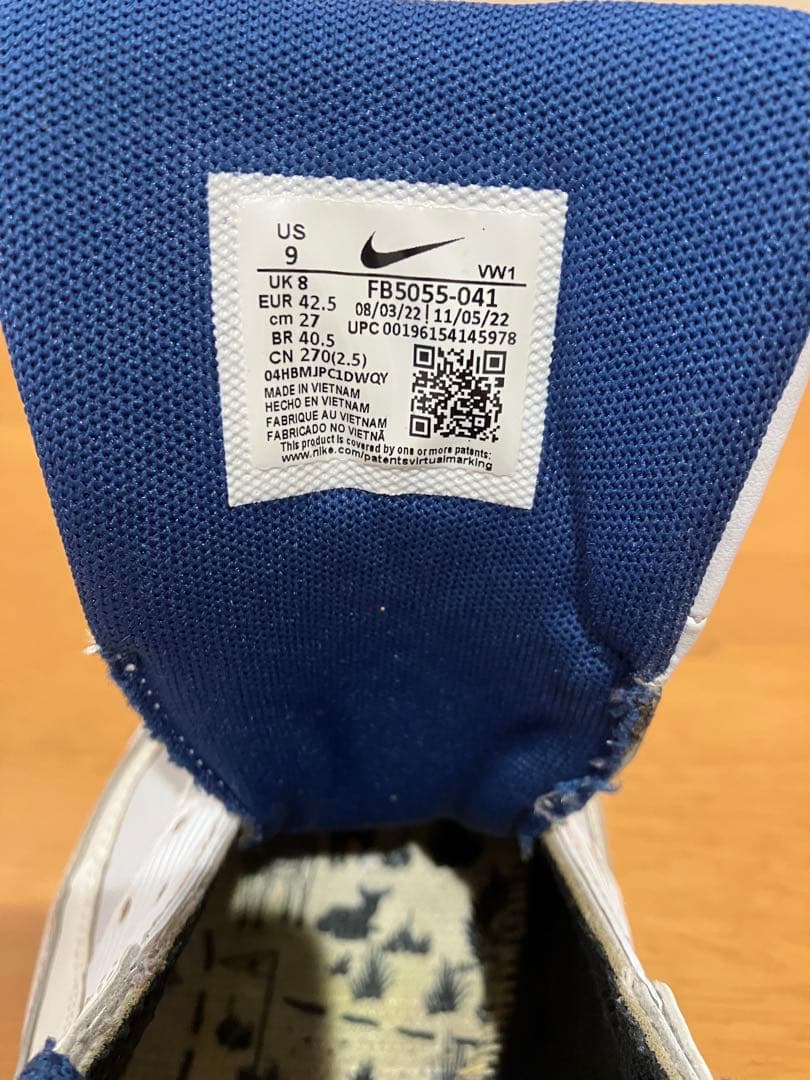 US
9
VW1
UK 8
FB5055-041
EUR 42.5
08/03/22 | 11/05/22
cm 27
UPC 00196154145978
BR 40.5
CN 270(2.5)
04HBMJPC1DWQY
MADE IN VIETNAM
HECHO EN VIETNAM
FABRIQUE AU VIETNAM
FABRICADO NO VIETNÃ
This product is covered by one or more patents:
www.nike.com/patentsvirtualmarking